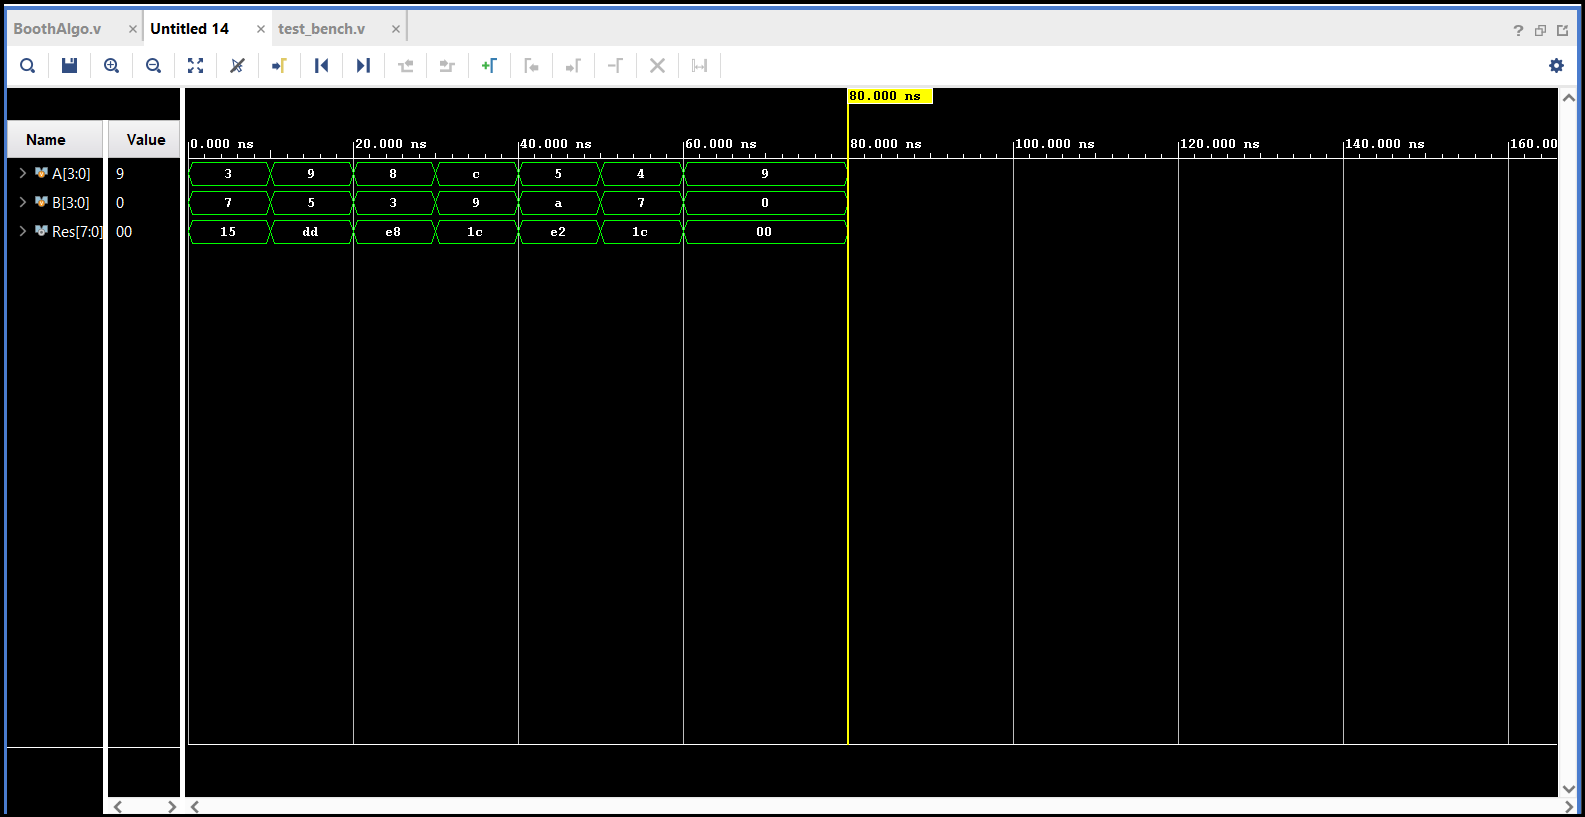 BoothAlgo.v × Untitled 14 × test_bench.v × ?
80.000 ns
Name Value 0.000 ns 20.000 ns 40.000 ns 60.000 ns 80.000 ns 100.000 ns 120.000 ns 140.000 ns 160.0
A[3:0] 9 3 9 8 c 5 4 9
B[3:0] 0 7 5 3 9 a 7 0
Res[7:0] 00 15 dd e8 1c e2 1c 00